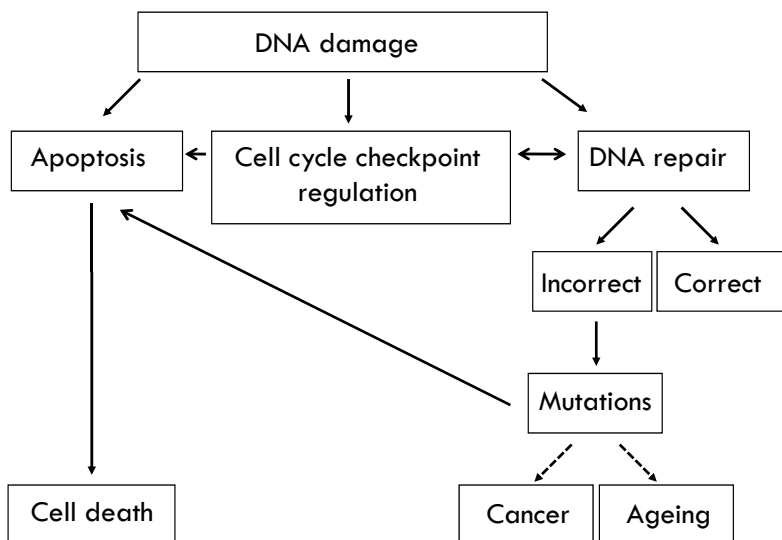 DNA damage
Apoptosis
Cell cycle checkpoint
regulation
DNA repair
Incorrect
Correct
Mutations
Cell death
Cancer
Ageing